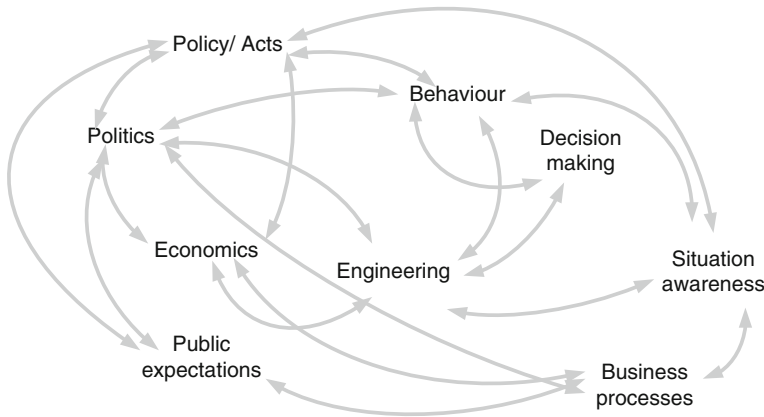 Policy/ Acts
Behaviour
Politics
Decision
making
Economics
Engineering
Situation
awareness
Public
expectations
Business
processes